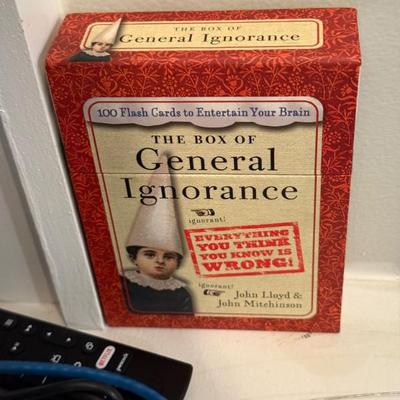 THE BOX OF
General Ignorance
100 Flash Cards to Entertain Your Brain
THE BOX OF
General
Ignorance
ignorant!
EVERYTHING
YOU THINK
YOU KNOW IS
WRONG!
ignorant?
John Lloyd &
John Mitchinson
NETFLIX